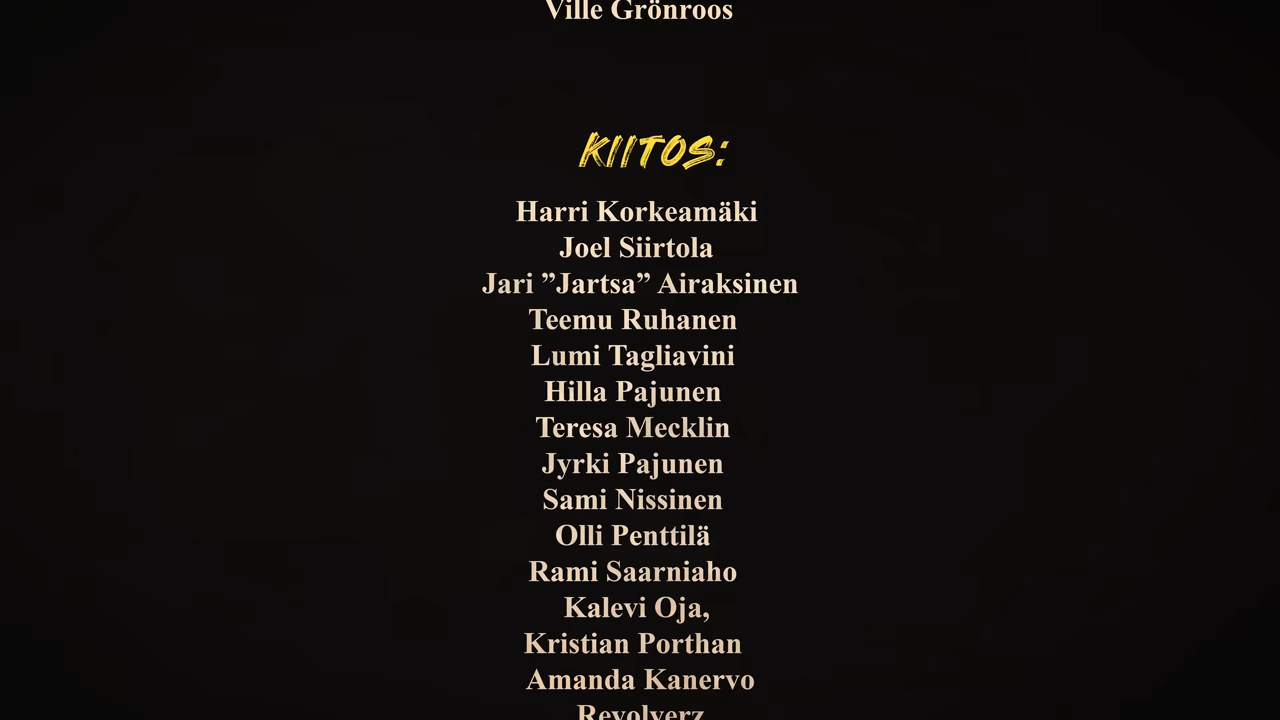 Ville Grönroos
KIITOS:
Harri Korkeamäki
Joel Siirtola
Jari ”Jartsa” Airaksinen
Teemu Ruhanen
Lumi Tagliavini
Hilla Pajunen
Teresa Mecklin
Jyrki Pajunen
Sami Nissinen
Olli Penttilä
Rami Saarniaho
Kalevi Oja,
Kristian Porthan
Amanda Kanervo
Revolverz